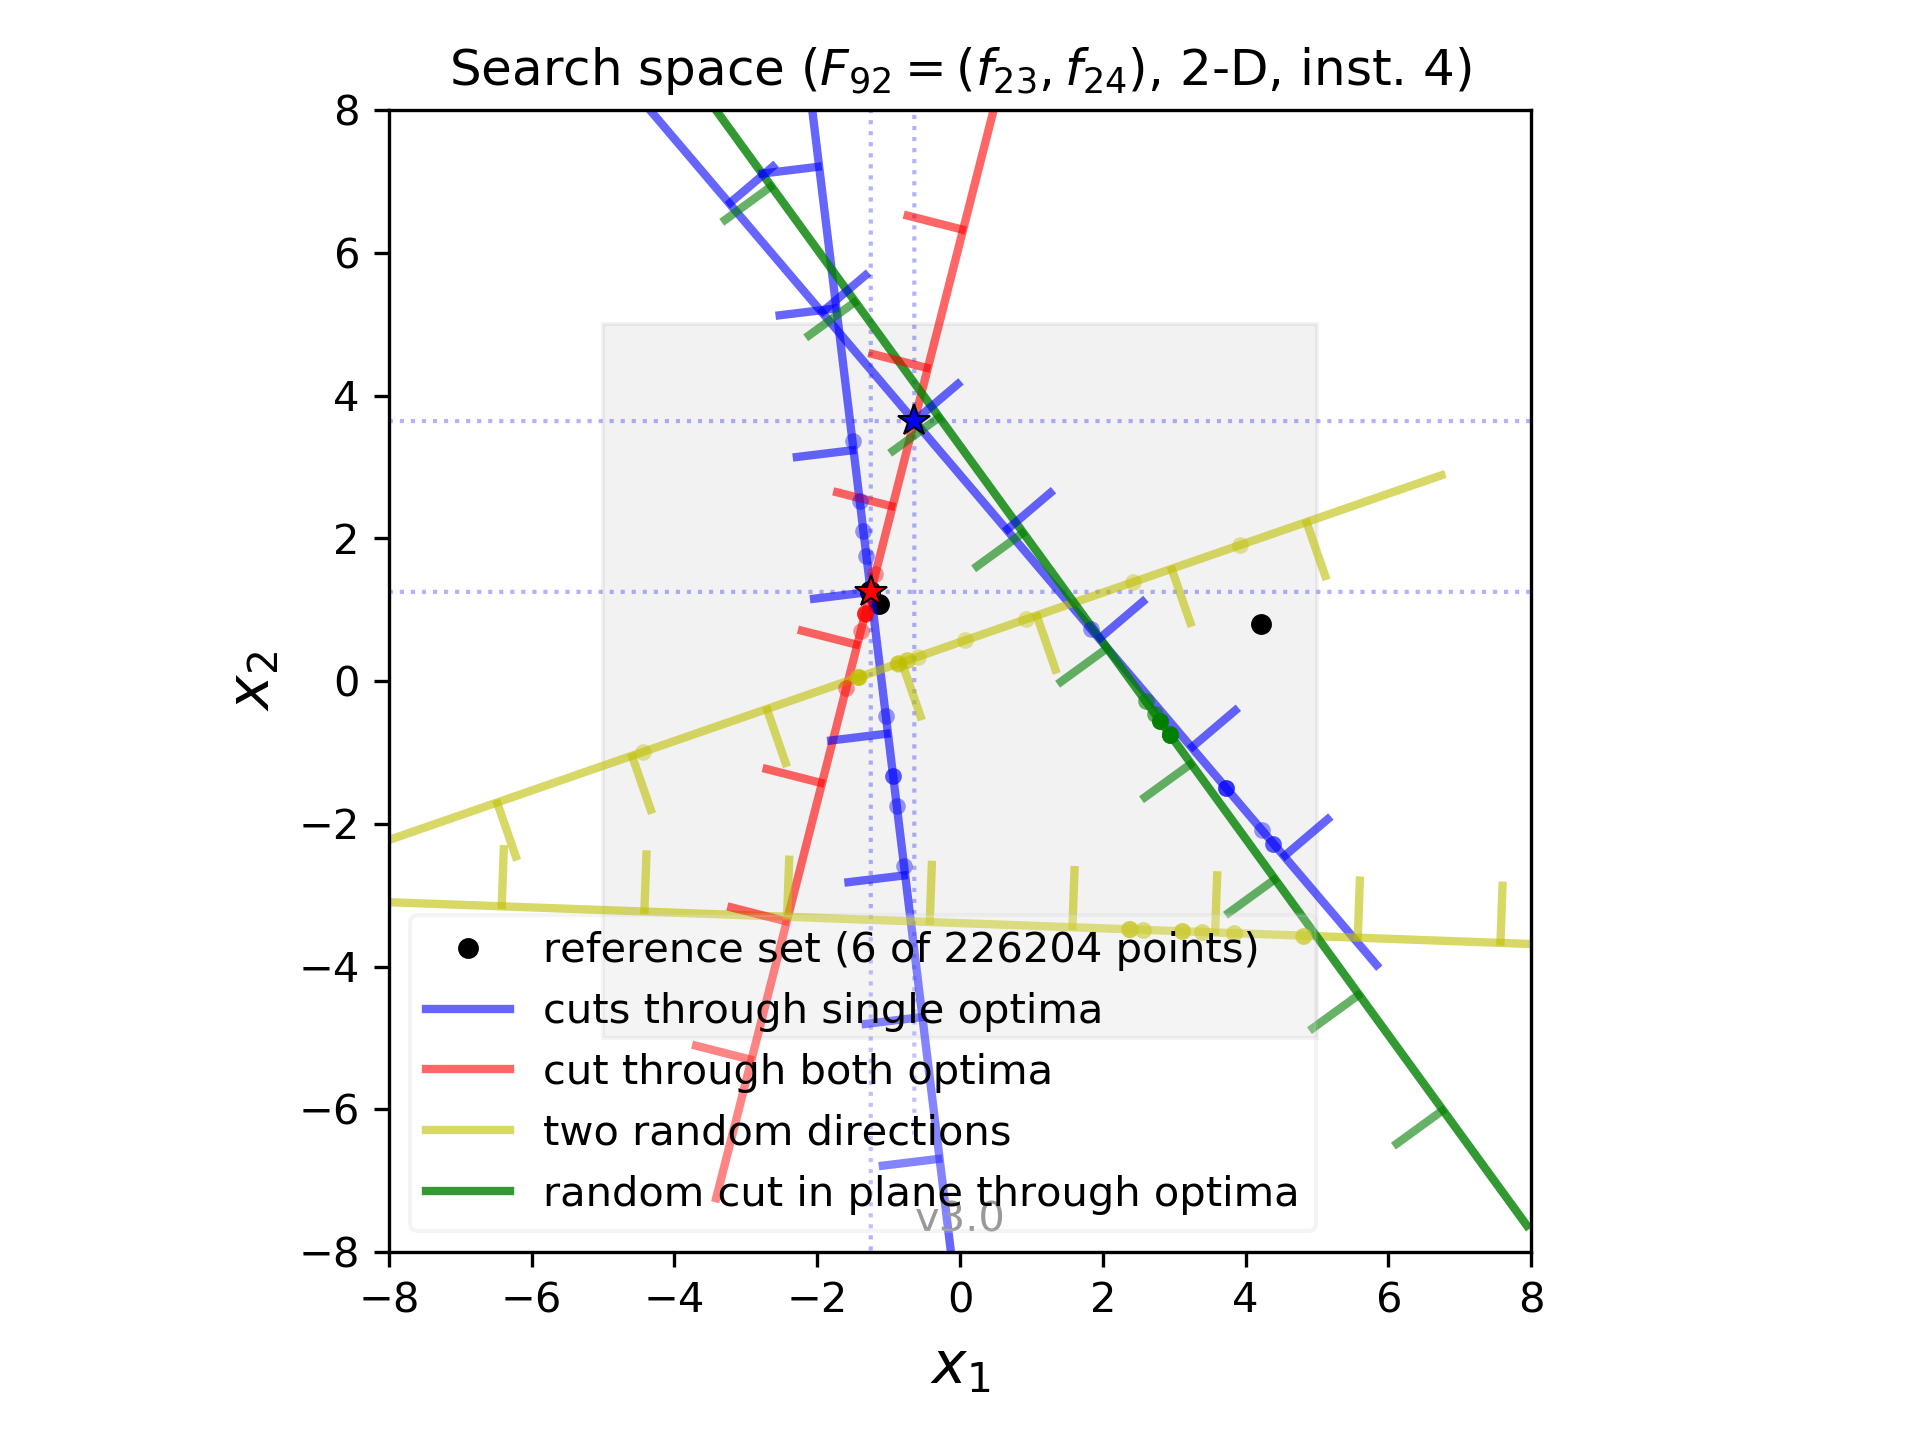 Search space (F92 = (f23, f24), 2-D, inst. 4)
8
6
4
2
0
−2
−4
−6
−8
x2
reference set (6 of 226204 points)
cuts through single optima
cut through both optima
two random directions
random cut in plane through optima
v3.0
−8 −6 −4 −2 0 2 4 6 8
x1